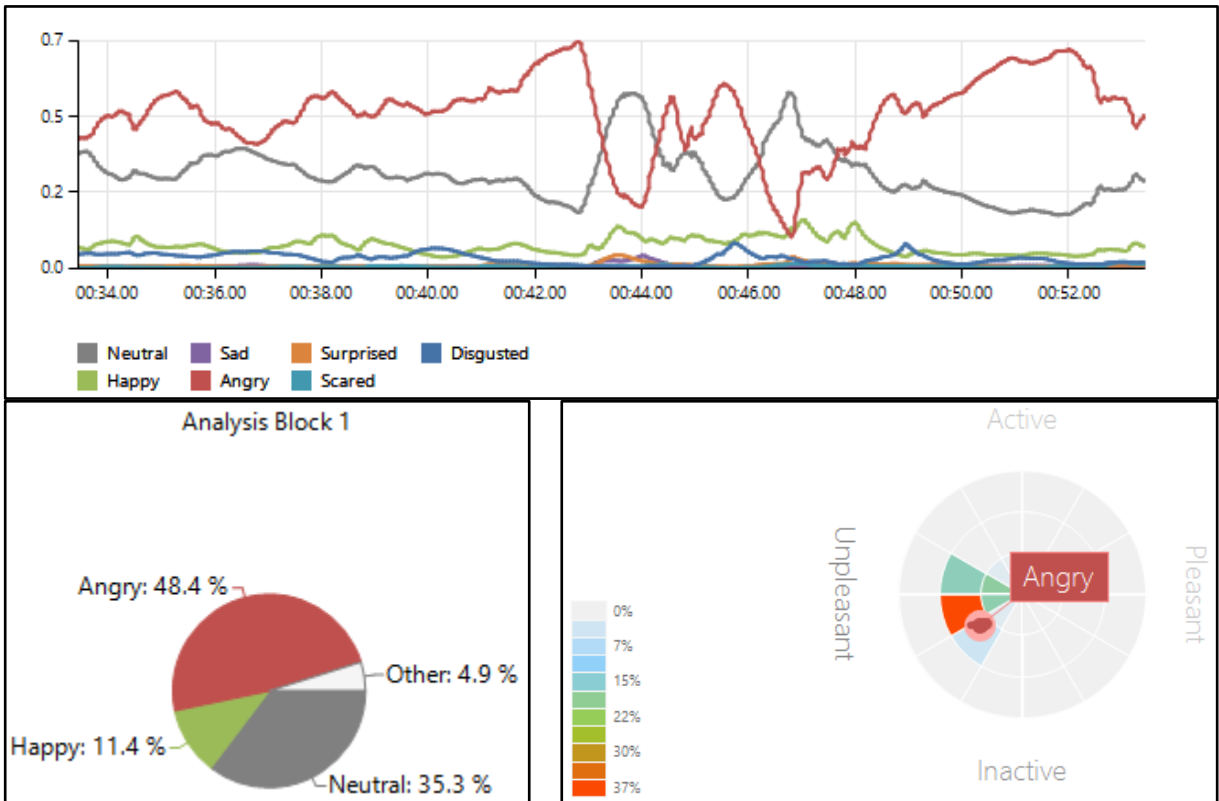 0.7
0.5
0.2
0.0
00:34.00 00:36.00 00:38.00 00:40.00 00:42.00 00:44.00 00:46.00 00:48.00 00:50.00 00:52.00
Neutral Sad Surprised Disgusted
Happy Angry Scared
Analysis Block 1
Angry: 48.4 %
Other: 4.9 %
Happy: 11.4 %
Neutral: 35.3 %
Active
Unpleasant
Angry
Pleasant
0%
7%
15%
22%
30%
37%
Inactive